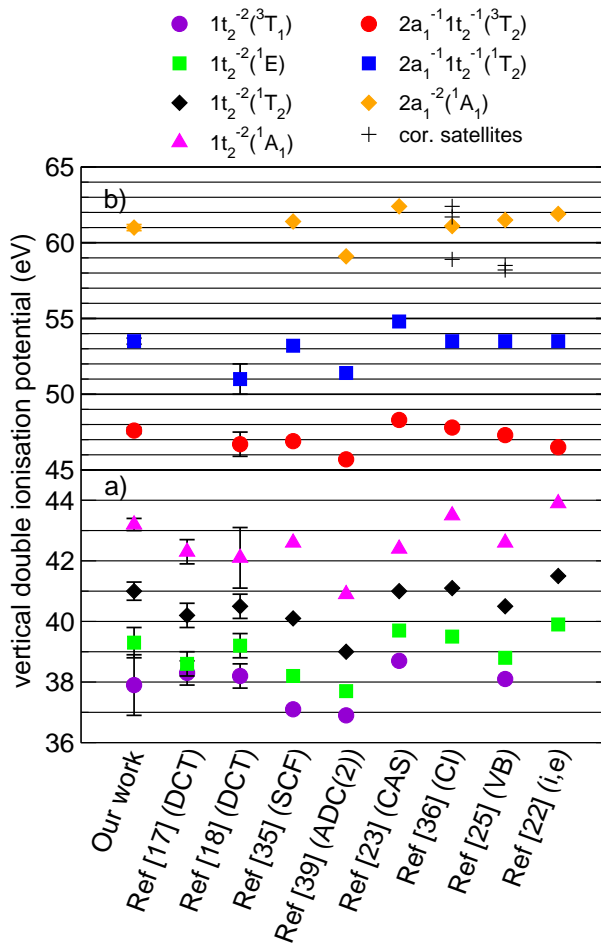 1t₂⁻²(³T₁)
1t₂⁻²(¹E)
1t₂⁻²(¹T₂)
1t₂⁻²(¹A₁)
2a₁⁻¹1t₂⁻¹(³T₂)
2a₁⁻¹1t₂⁻¹(¹T₂)
2a₁⁻²(¹A₁)
cor. satellites
vertical double ionisation potential (eV)
b)
65
60
55
50
45
a)
44
42
40
38
36
Our work
Ref [17] (DCT)
Ref [18] (DCT)
Ref [35] (SCF)
Ref [39] (ADC(2))
Ref [23] (CAS)
Ref [36] (CI)
Ref [25] (VB)
Ref [22] (i,e)